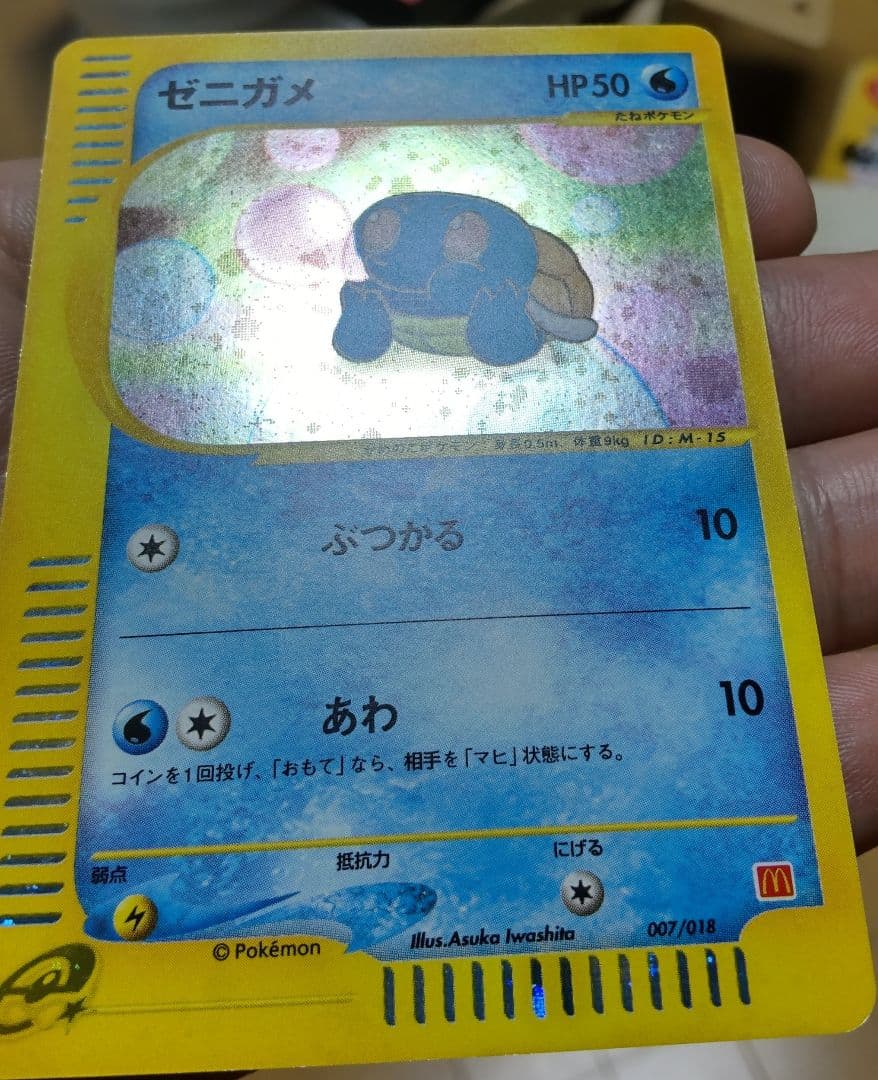 ゼニガメ HP50
たねポケモン
身長0.5m 体重9kg ID:M-15
ぶつかる 10
あわ 10
コインを1回投げ、「おもて」なら、相手を「マヒ」状態にする。
弱点 抵抗力 にげる
© Pokémon Illus.Asuka Iwashita 007/018